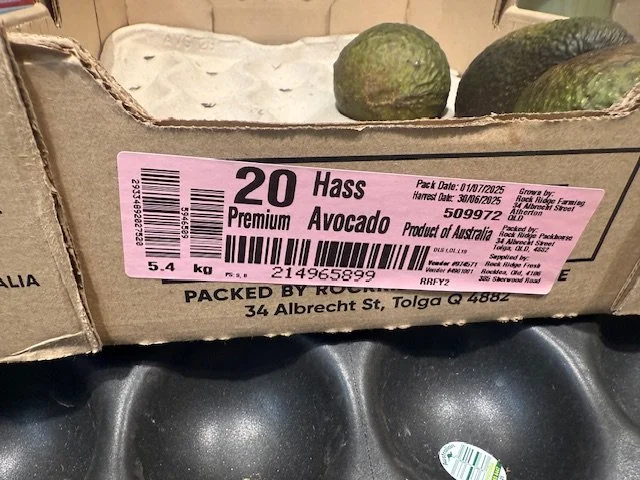 20 Hass
Premium Avocado
Product of Australia
Pack Date: 01/07/2025
Harvest Date: 30/06/2025
509972
Grown by:
Rock Ridge Farming
34 Albrecht Street
Atherton
QLD
Packed by:
Rock Ridge Packhouse
34 Albrecht Street
Tolga, QLD, 4882
Supplied by:
Rock Ridge Fresh
Rocklea, Qld, 4106
385 Sherwood Road
RRFY2
5.4 kg
214965899
PACKED BY
34 Albrecht St, Tolga Q 4882
ALIA